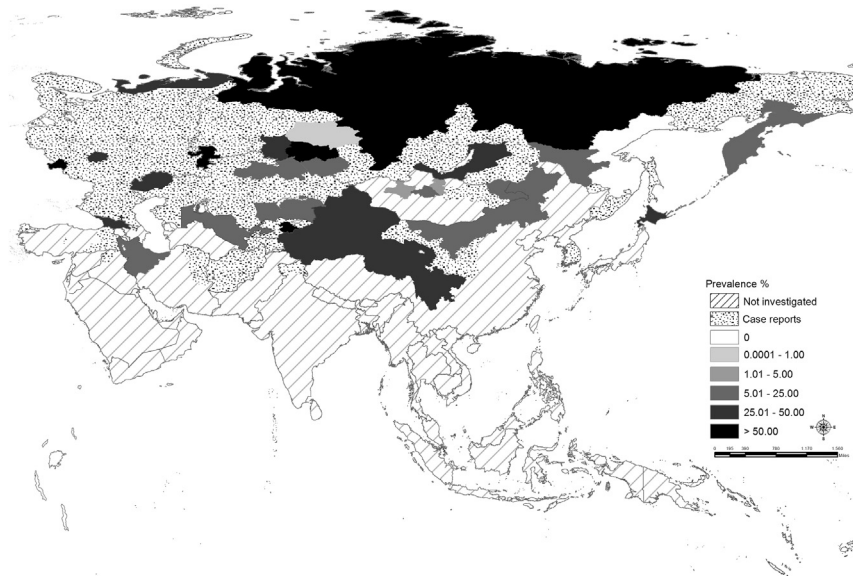 Prevalence %
Not investigated
Case reports
0
0.0001 - 1.00
1.01 - 5.00
5.01 - 25.00
25.01 - 50.00
> 50.00
N
W E
S
Miles